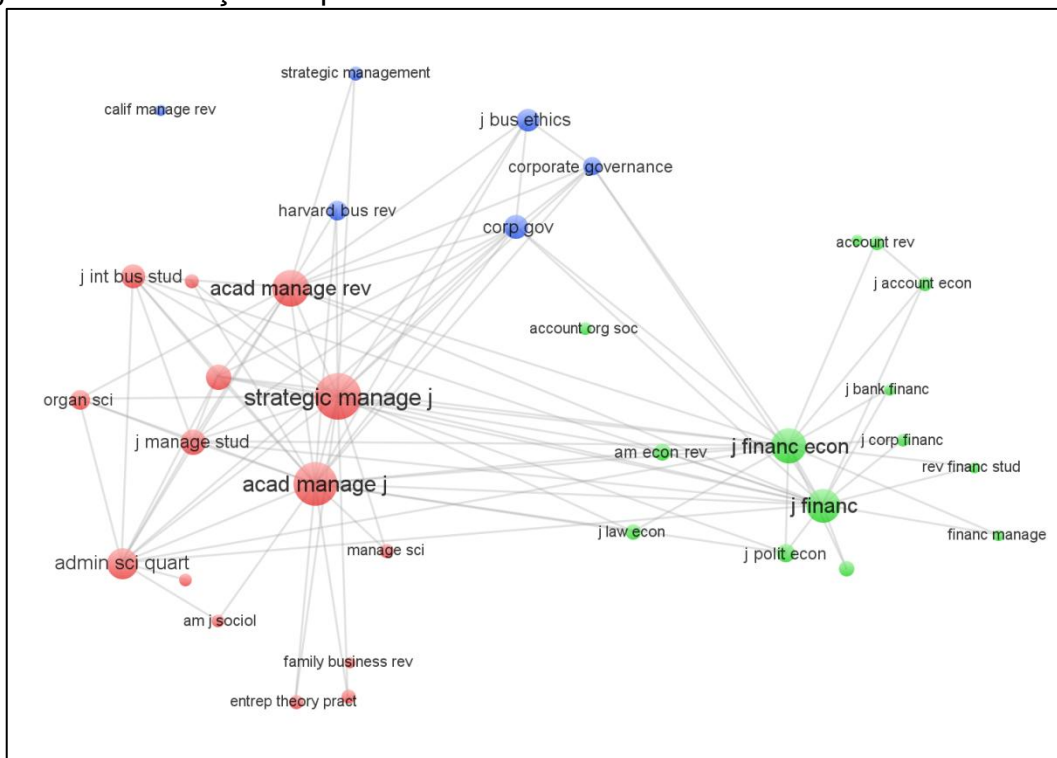 strategic management
calif manage rev
j bus ethics
corporate governance
harvard bus rev
corp gov
account rev
j int bus stud
acad manage rev
j account econ
account org soc
j bank financ
organ sci
strategic manage j
j manage stud
am econ rev
j financ econ
j corp financ
rev financ stud
acad manage j
j financ
j law econ
financ manage
manage sci
j polit econ
admin sci quart
am j sociol
family business rev
entrep theory pract